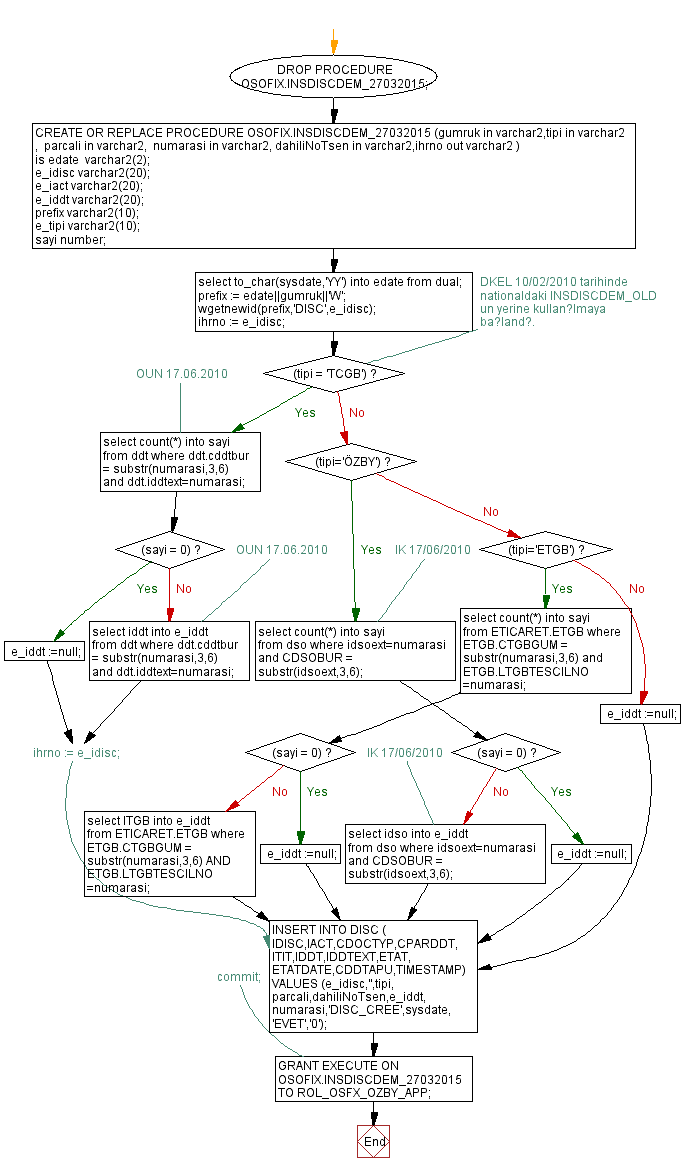 DROP PROCEDURE
OSOFIX.INSDISCDEM_27032015;
CREATE OR REPLACE PROCEDURE OSOFIX.INSDISCDEM_27032015 (gumruk in varchar2,tipi in varchar2
, parcali in varchar2, numarasi in varchar2, dahiliNoTsen in varchar2,ihrno out varchar2 )
is edate varchar2(2);
e_idisc varchar2(20);
e_iact varchar2(20);
e_iddt varchar2(20);
prefix varchar2(10);
e_tipi varchar2(10);
sayi number;
select to_char(sysdate,'YY') into edate from dual;
prefix := edate||gumruk||'W';
wgetnewid(prefix,'DISC',e_idisc);
ihrno := e_idisc;
DKEL 10/02/2010 tarihinde
nationaldaki INSDISCDEM_OLD
un yerine kullan?lmaya
ba?land?.
(tipi = 'TCGB') ?
OUN 17.06.2010
Yes
No
select count(*) into sayi
from ddt where ddt.cddtbur
= substr(numarasi,3,6)
and ddt.iddtext=numarasi;
(tipi='ÖZBY') ?
No
(sayi = 0) ?
OUN 17.06.2010
Yes
IK 17/06/2010
(tipi='ETGB') ?
Yes
No
Yes
No
e_iddt :=null;
select iddt into e_iddt
from ddt where ddt.cddtbur
= substr(numarasi,3,6)
and ddt.iddtext=numarasi;
select count(*) into sayi
from dso where idsoext=numarasi
and CDSOBUR =
substr(idsoext,3,6);
select count(*) into sayi
from ETICARET.ETGB where
ETGB.CTGBGUM =
substr(numarasi,3,6) and
ETGB.LTGBTESCILNO
=numarasi;
e_iddt :=null;
ihrno := e_idisc;
(sayi = 0) ?
IK 17/06/2010
(sayi = 0) ?
No
Yes
No
Yes
select ITGB into e_iddt
from ETICARET.ETGB where
ETGB.CTGBGUM =
substr(numarasi,3,6) AND
ETGB.LTGBTESCILNO
=numarasi;
e_iddt :=null;
select idso into e_iddt
from dso where idsoext=numarasi
and CDSOBUR =
substr(idsoext,3,6);
e_iddt :=null;
INSERT INTO DISC (
IDISC,IACT,CDOCTYP,CPARDDT,
ITIT,IDDT,IDDTEXT,ETAT,
ETATDATE,CDDTAPU,TIMESTAMP)
VALUES (e_idisc,'',tipi,
parcali,dahiliNoTsen,e_iddt,
numarasi,'DISC_CREE',sysdate,
'EVET','0');
commit;
GRANT EXECUTE ON
OSOFIX.INSDISCDEM_27032015
TO ROL_OSFX_OZBY_APP;
End